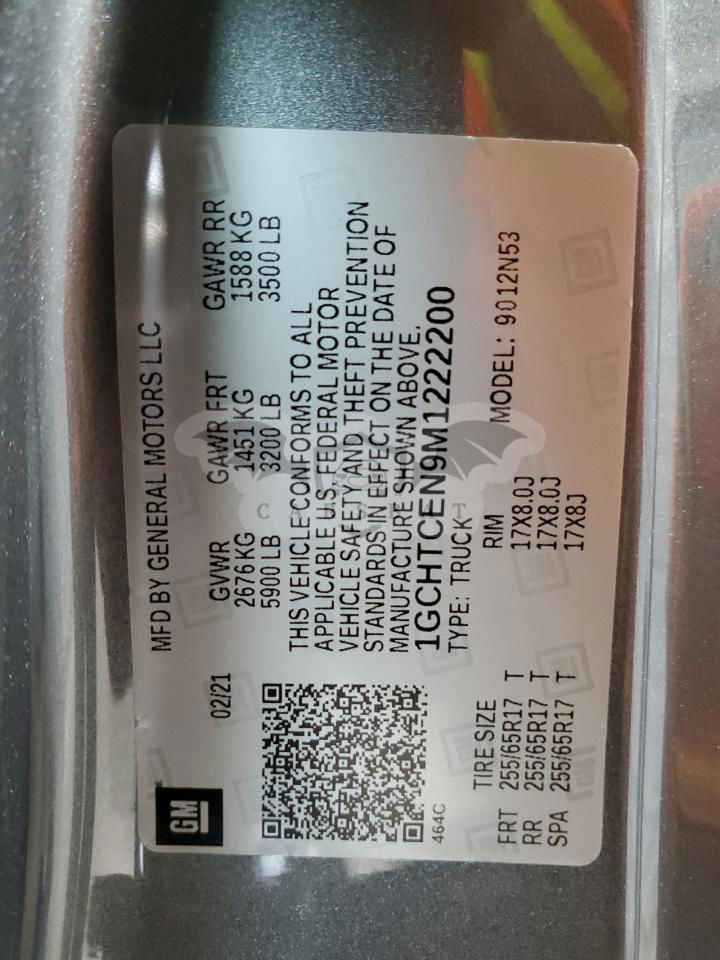 GM
MFD BY GENERAL MOTORS LLC
02/21
GVWR GAWR FRT GAWR RR
2676 KG 1451 KG 1588 KG
5900 LB 3200 LB 3500 LB
THIS VEHICLE CONFORMS TO ALL
APPLICABLE U.S. FEDERAL MOTOR
VEHICLE SAFETY AND THEFT PREVENTION
STANDARDS IN EFFECT ON THE DATE OF
MANUFACTURE SHOWN ABOVE.
1GCHTCEN9M1222200
464C
TYPE: TRUCK MODEL: 9012N53
TIRE SIZE RIM
FRT 255/65R17 T 17X8.0J
RR 255/65R17 T 17X8.0J
SPA 255/65R17 T 17X8J